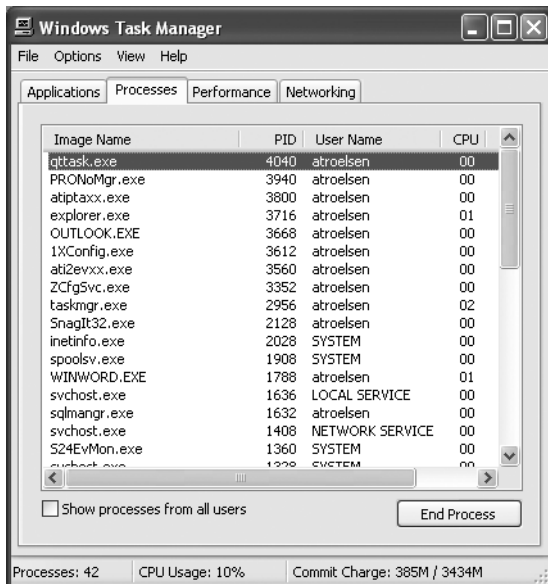 Windows Task Manager
File Options View Help
Applications Processes Performance Networking
Image Name PID User Name CPU
qttask.exe 4040 atroelsen 00
PRONoMgr.exe 3940 atroelsen 00
atiptaxx.exe 3800 atroelsen 00
explorer.exe 3716 atroelsen 01
OUTLOOK.EXE 3668 atroelsen 00
1XConfig.exe 3612 atroelsen 00
ati2evxx.exe 3560 atroelsen 00
ZCfgSvc.exe 3352 atroelsen 00
taskmgr.exe 2956 atroelsen 02
SnagIt32.exe 2128 atroelsen 00
inetinfo.exe 2028 SYSTEM 00
spoolsv.exe 1908 SYSTEM 00
WINWORD.EXE 1788 atroelsen 01
svchost.exe 1636 LOCAL SERVICE 00
sqlmangr.exe 1632 atroelsen 00
svchost.exe 1408 NETWORK SERVICE 00
S24EvMon.exe 1360 SYSTEM 00
svchost.exe 1328 SYSTEM 00
Show processes from all users
End Process
Processes: 42 CPU Usage: 10% Commit Charge: 385M / 3434M